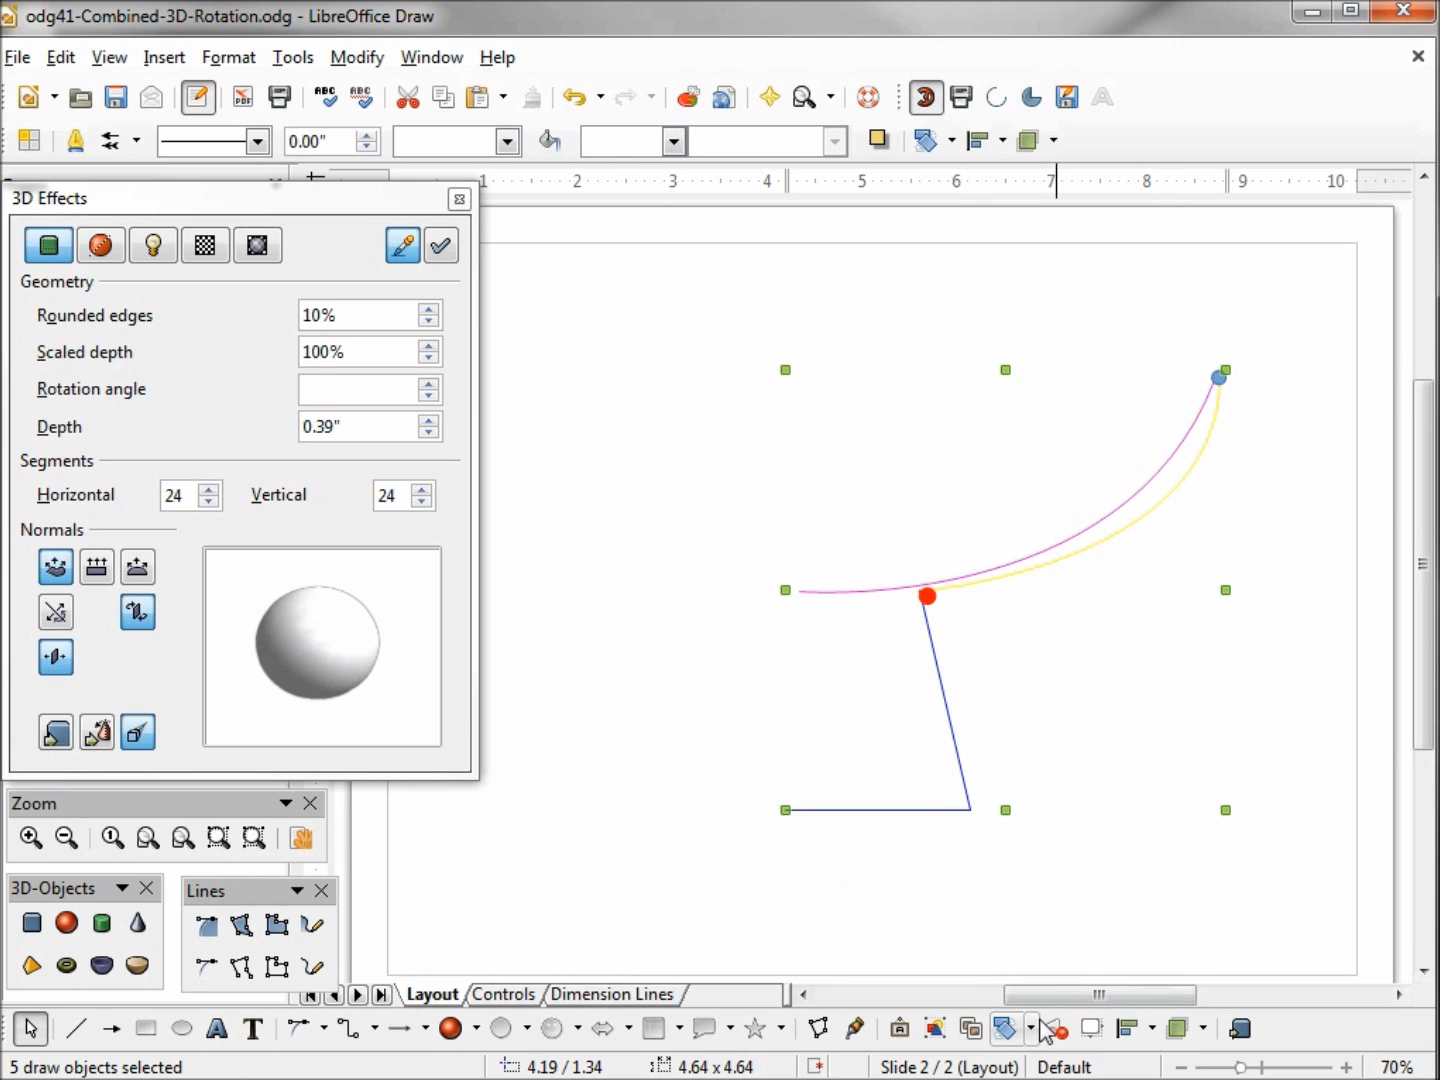 odg41-Combined-3D-Rotation.odg - LibreOffice Draw
File Edit View Insert Format Tools Modify Window Help
PDF ABC ABC
0.00"
1 2 3 4 5 6 7 8 9 10
3D Effects
Geometry
Rounded edges 10%
Scaled depth 100%
Rotation angle
Depth 0.39"
Segments
Horizontal 24 Vertical 24
Normals
Zoom
3D-Objects Lines
Layout Controls Dimension Lines
5 draw objects selected 4.19 / 1.34 4.64 x 4.64 Slide 2 / 2 (Layout) Default 70%